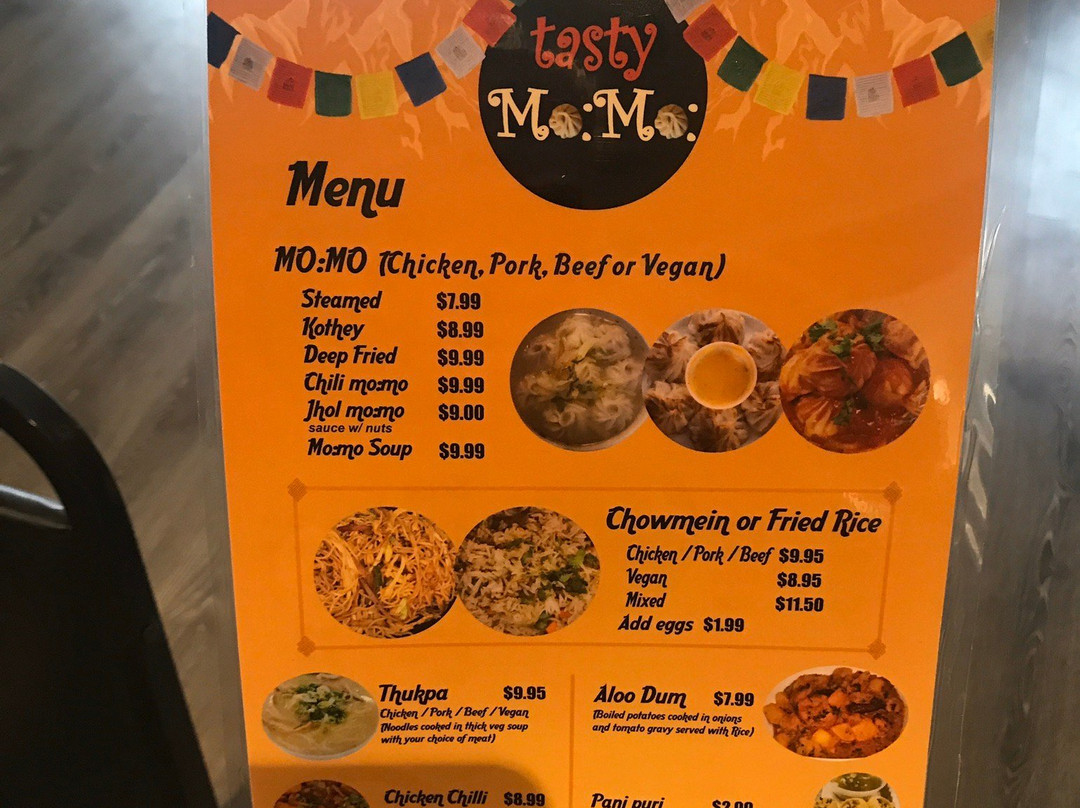 tasty
Mo:Mo:
Menu
MO:MO (Chicken, Pork, Beef or Vegan)
Steamed $7.99
Kothey $8.99
Deep Fried $9.99
Chili mo:mo $9.99
Jhol mo:mo $9.00
sauce w/ nuts
Mo:mo Soup $9.99
Chowmein or Fried Rice
Chicken / Pork / Beef $9.95
Vegan $8.95
Mixed $11.50
Add eggs $1.99
Thukpa $9.95
Chicken / Pork / Beef / Vegan
(Noodles cooked in thick veg soup
with your choice of meat)
Aloo Dum $7.99
(Boiled potatoes cooked in onions
and tomato gravy served with Rice)
Chicken Chilli $8.99
Pani puri